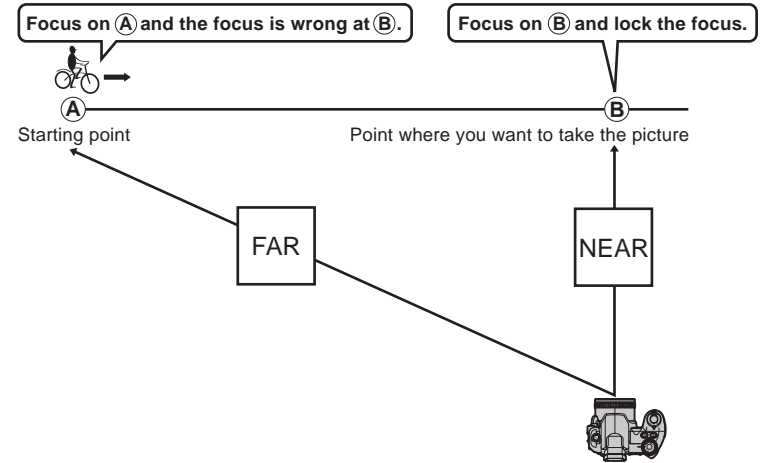 Focus on Ⓐ and the focus is wrong at Ⓑ.
Focus on Ⓑ and lock the focus.
Ⓐ
Ⓑ
Starting point
Point where you want to take the picture
FAR
NEAR